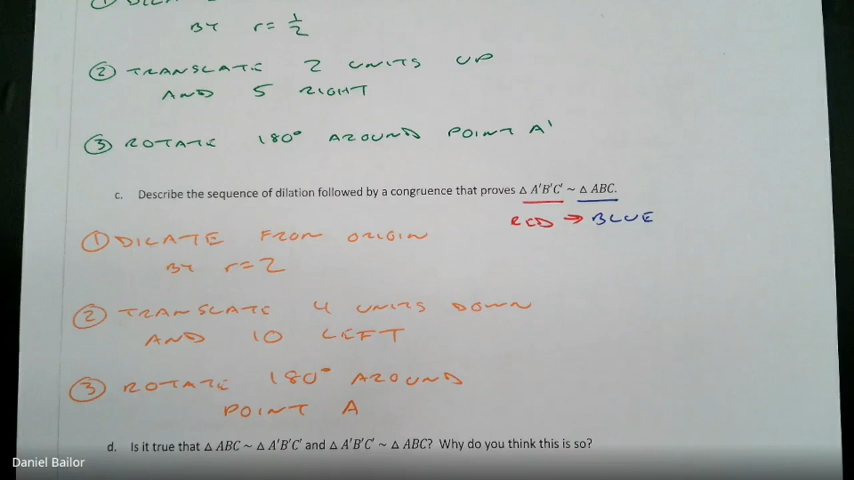 ① DILATE
BY r = 1/2
② TRANSLATE 2 UNITS UP
AND 5 RIGHT
③ ROTATE 180° AROUND POINT A'
c. Describe the sequence of dilation followed by a congruence that proves △ A'B'C' ~ △ ABC.
RED → BLUE
① DILATE FROM ORIGIN
BY r = 2
② TRANSLATE 4 UNITS DOWN
AND 10 LEFT
③ ROTATE 180° AROUND
POINT A
d. Is it true that △ ABC ~ △ A'B'C' and △ A'B'C' ~ △ ABC? Why do you think this is so?
Daniel Bailor